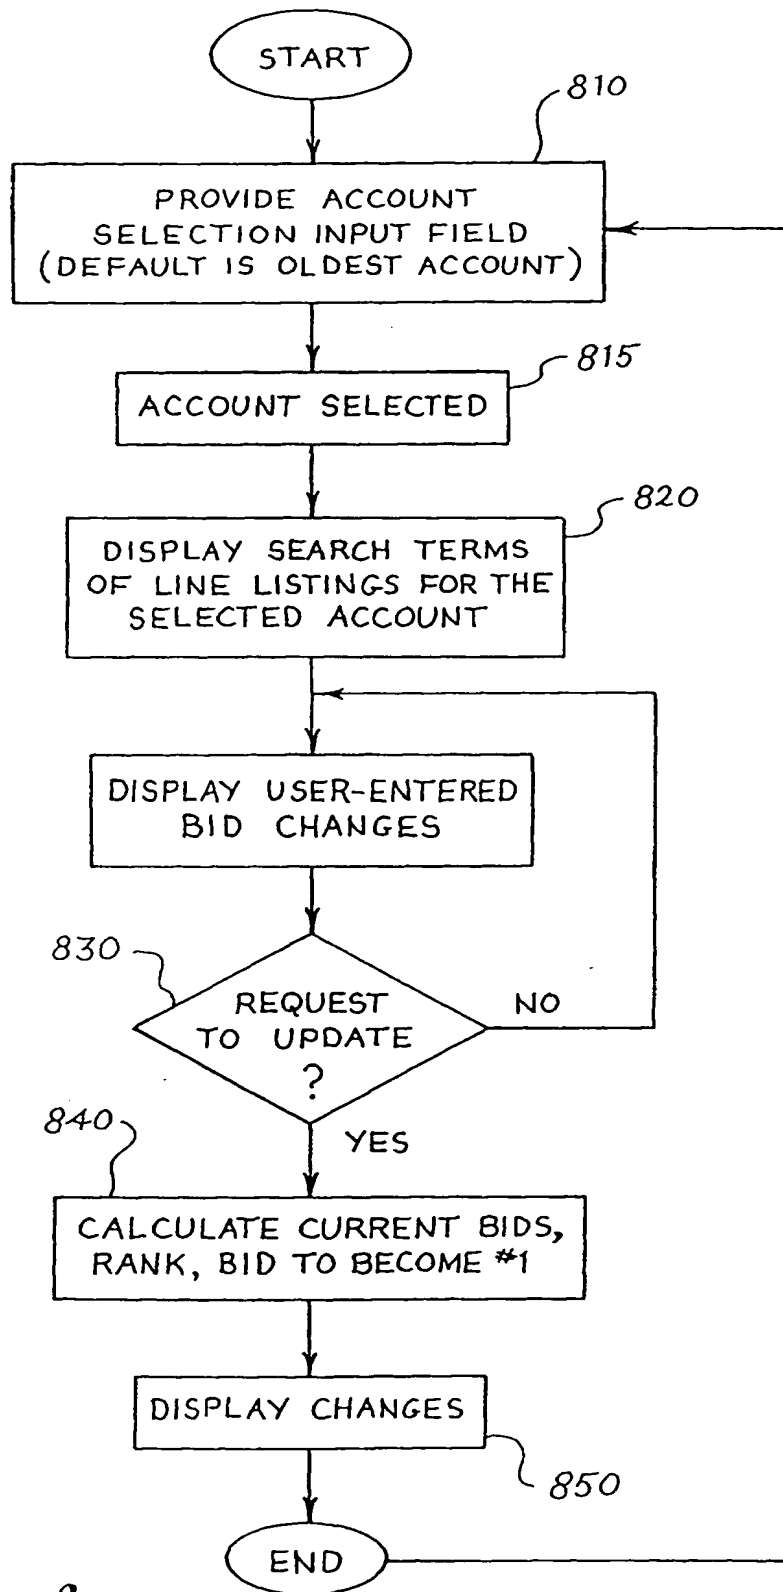 START
810
PROVIDE ACCOUNT
SELECTION INPUT FIELD
(DEFAULT IS OLDEST ACCOUNT)
815
ACCOUNT SELECTED
820
DISPLAY SEARCH TERMS
OF LINE LISTINGS FOR THE
SELECTED ACCOUNT
DISPLAY USER-ENTERED
BID CHANGES
830
REQUEST
TO UPDATE
?
NO
840
YES
CALCULATE CURRENT BIDS,
RANK, BID TO BECOME #1
DISPLAY CHANGES
850
END